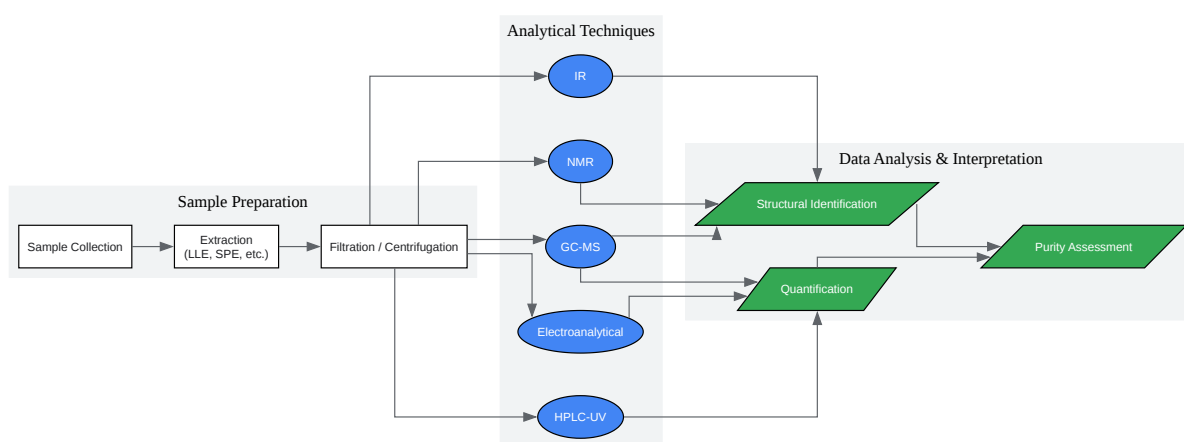 Analytical Techniques
IR
NMR
Data Analysis & Interpretation
Sample Preparation
Structural Identification
Sample Collection
Extraction
(LLE, SPE, etc.)
Filtration / Centrifugation
GC-MS
Purity Assessment
Quantification
Electroanalytical
HPLC-UV